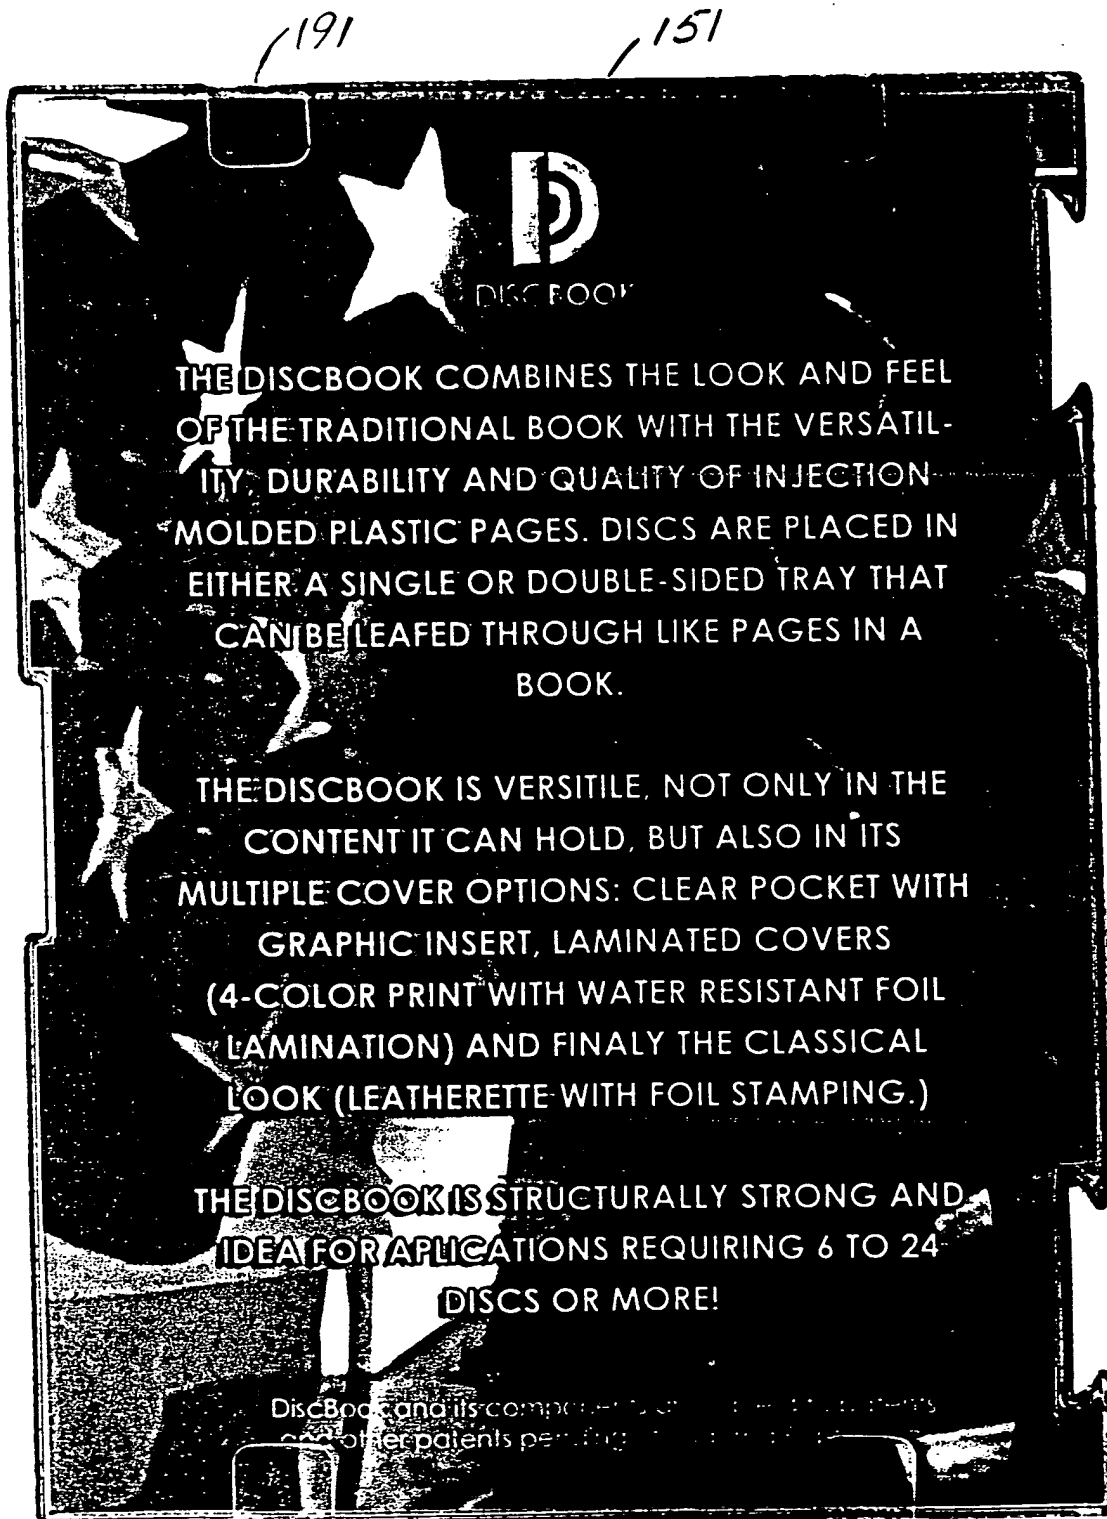 191
151
DISCBOOK
THE DISCBOOK COMBINES THE LOOK AND FEEL
OF THE TRADITIONAL BOOK WITH THE VERSATIL-
ITY, DURABILITY AND QUALITY OF INJECTION
MOLDED PLASTIC PAGES. DISCS ARE PLACED IN
EITHER A SINGLE OR DOUBLE-SIDED TRAY THAT
CAN BE LEAFED THROUGH LIKE PAGES IN A
BOOK.
THE DISCBOOK IS VERSITILE, NOT ONLY IN THE
CONTENT IT CAN HOLD, BUT ALSO IN ITS
MULTIPLE COVER OPTIONS: CLEAR POCKET WITH
GRAPHIC INSERT, LAMINATED COVERS
(4-COLOR PRINT WITH WATER RESISTANT FOIL
LAMINATION) AND FINALY THE CLASSICAL
LOOK (LEATHERETTE WITH FOIL STAMPING.)
THE DISCBOOK IS STRUCTURALLY STRONG AND
IDEA FOR APLICATIONS REQUIRING 6 TO 24
DISCS OR MORE!
DiscBook and its components
and other patents pending